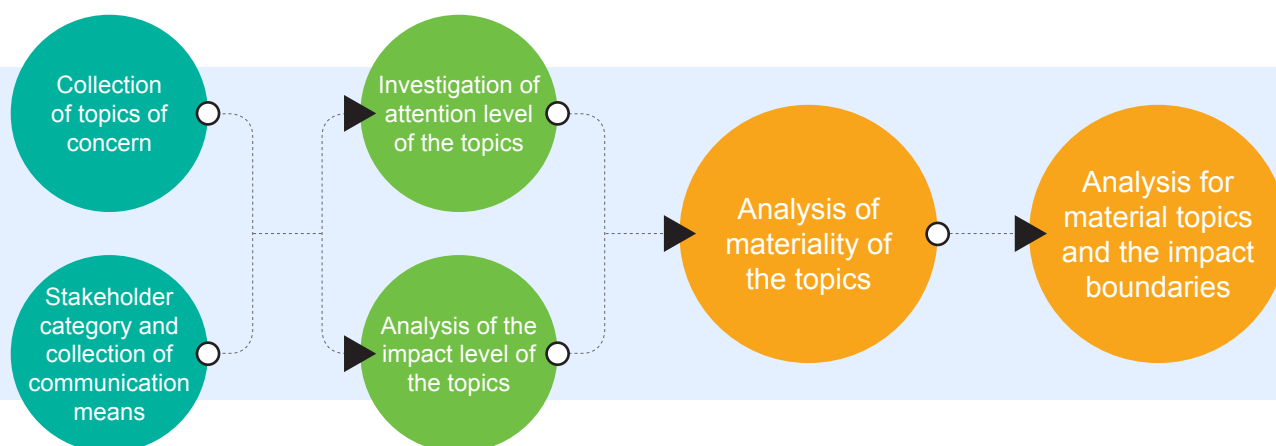 Collection
of topics of
concern
Stakeholder
category and
collection of
communication
means
Investigation of
attention level
of the topics
Analysis of the
impact level of
the topics
Analysis of
materiality of
the topics
Analysis for
material topics
and the impact
boundaries